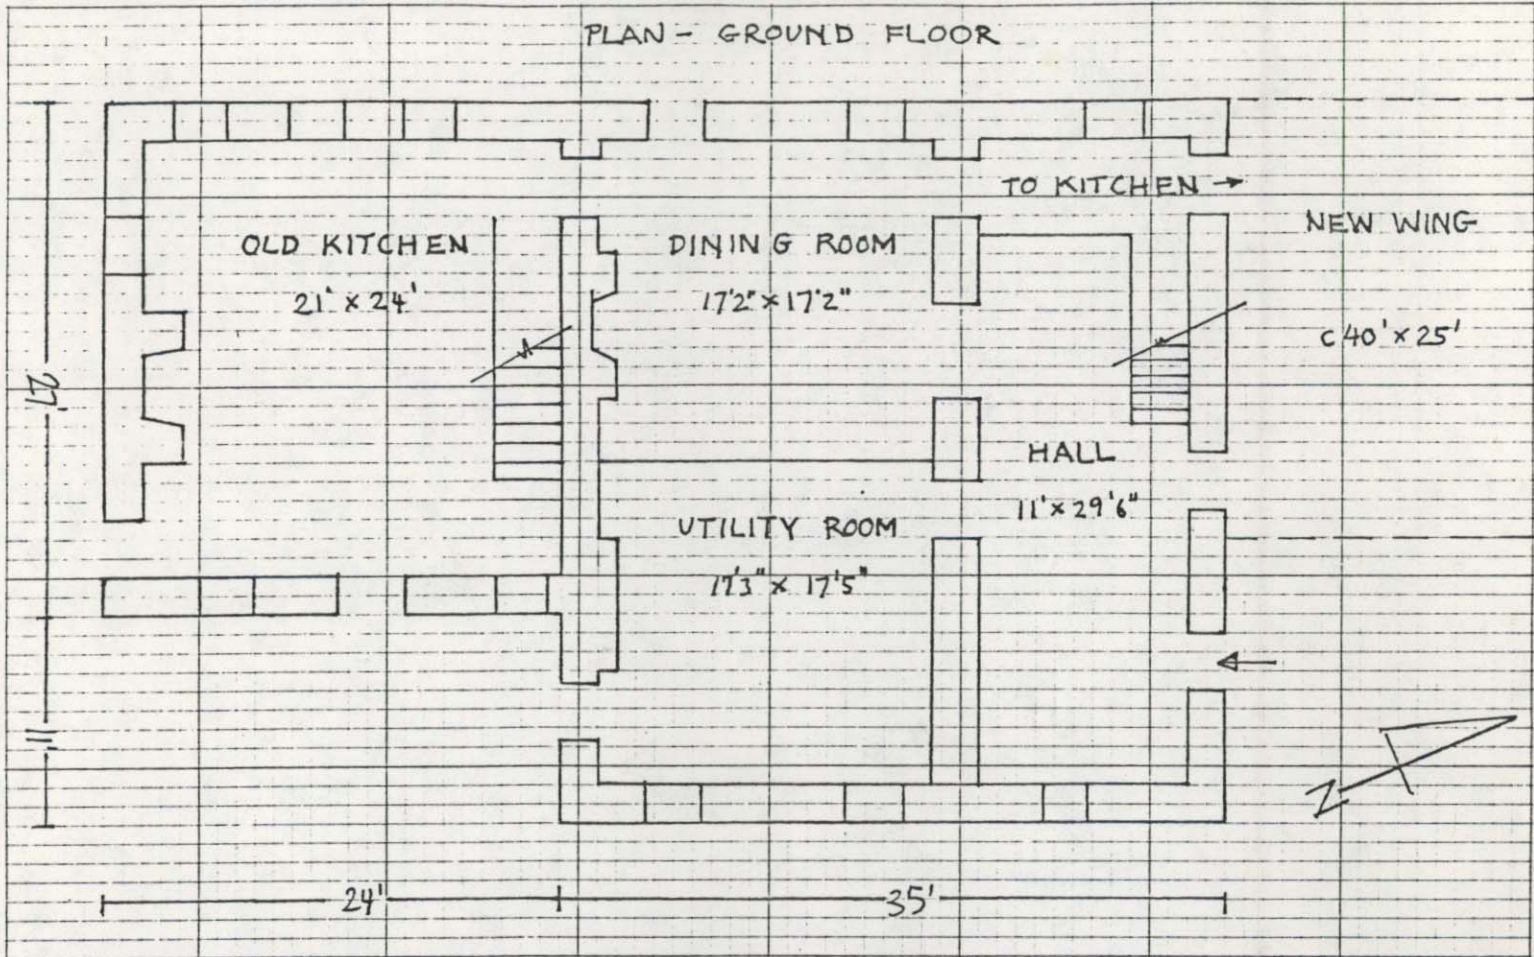 PLAN - GROUND FLOOR
TO KITCHEN →
NEW WING
c 40' x 25'
OLD KITCHEN
21' x 24'
DINING ROOM
17'2" x 17'2"
HALL
11' x 29'6"
UTILITY ROOM
17'3" x 17'5"
27'
11'
N
24'
35'